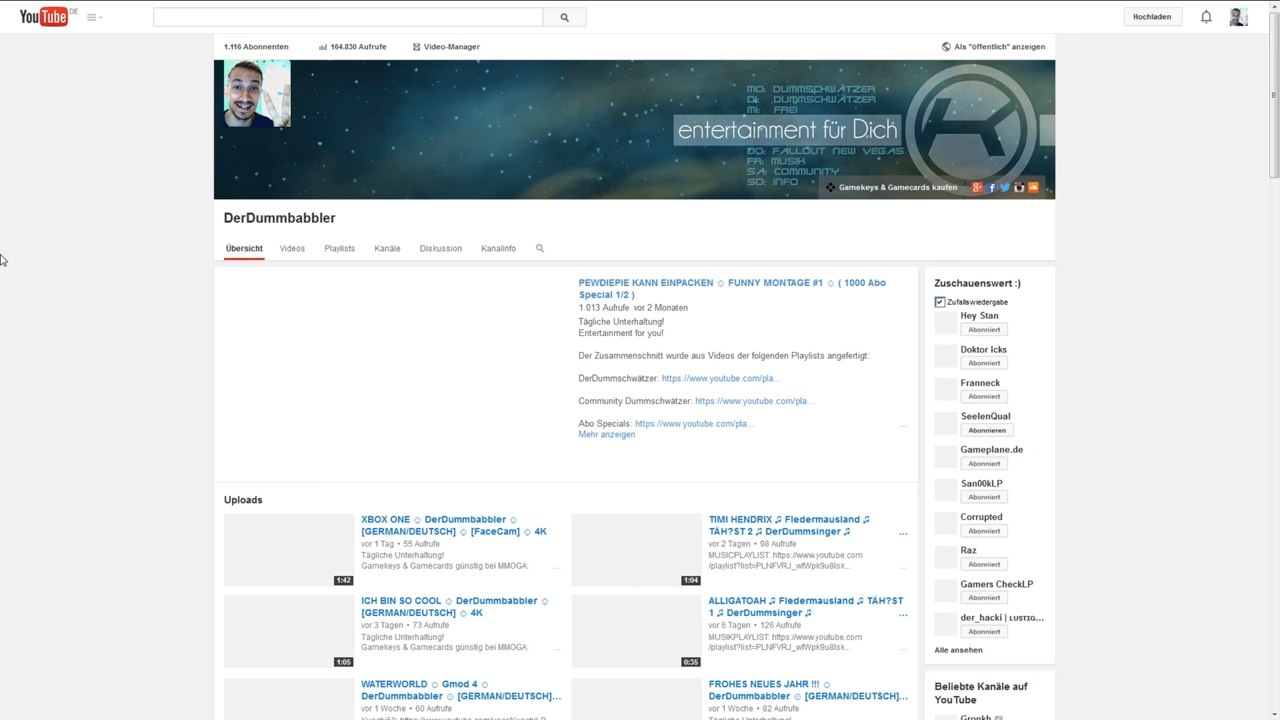 YouTube DE
Hochladen
1.116 Abonnenten
164.830 Aufrufe
Video-Manager
Als "öffentlich" anzeigen
MO: DUMMSCHWÄTZER
DI: DUMMSCHWÄTZER
MI: FREI
entertainment für Dich
DO: FALLOUT NEW VEGAS
FR: MUSIK
SA: COMMUNITY
SO: INFO
Gamekeys & Gamecards kaufen
DerDummbabbler
Übersicht
Videos
Playlists
Kanäle
Diskussion
Kanalinfo
PEWDIEPIE KANN EINPACKEN ☺ FUNNY MONTAGE #1 ☺ ( 1000 Abo
Special 1/2 )
1.013 Aufrufe vor 2 Monaten
Tägliche Unterhaltung!
Entertainment for you!
Der Zusammenschnitt wurde aus Videos der folgenden Playlists angefertigt:
DerDummschwätzer: https://www.youtube.com/pla...
Community Dummschwätzer: https://www.youtube.com/pla...
Abo Specials: https://www.youtube.com/pla...
...
Mehr anzeigen
Uploads
XBOX ONE ☺ DerDummbabbler ☺
[GERMAN/DEUTSCH] ☺ [FaceCam] ☺ 4K
vor 1 Tag • 55 Aufrufe
Tägliche Unterhaltung!
Gamekeys & Gamecards günstig bei MMOGA:
...
1:42
TIMI HENDRIX ♫ Fledermausland ♫
TÄH?ST 2 ♫ DerDummsinger ♫
...
vor 2 Tagen • 98 Aufrufe
MUSICPLAYLIST: https://www.youtube.com
/playlist?list=PLNFVRJ_wfWpk9u8lsk...
...
1:04
ICH BIN SO COOL ☺ DerDummbabbler ☺
[GERMAN/DEUTSCH] ☺ 4K
vor 3 Tagen • 73 Aufrufe
Tägliche Unterhaltung!
Gamekeys & Gamecards günstig bei MMOGA:
...
1:05
ALLIGATOAH ♫ Fledermausland ♫ TÄH?ST
1 ♫ DerDummsinger ♫
...
vor 6 Tagen • 126 Aufrufe
MUSIKPLAYLIST: https://www.youtube.com
/playlist?list=PLNFVRJ_wfWpk9u8lsk...
...
0:35
WATERWORLD ☺ Gmod 4 ☺
DerDummbabbler ☺ [GERMAN/DEUTSCH]...
vor 1 Woche • 60 Aufrufe
FROHES NEUES JAHR !!! ☺
DerDummbabbler ☺ [GERMAN/DEUTSCH]...
vor 1 Woche • 82 Aufrufe
Tägliche Unterhaltung!
Zuschauenswert :)
Zufallswiedergabe
Hey Stan
Abonniert
Doktor Icks
Abonniert
Franneck
Abonniert
SeelenQual
Abonnieren
Gameplane.de
Abonniert
San00kLP
Abonniert
Corrupted
Abonniert
Raz
Abonniert
Gamers CheckLP
Abonniert
der_hacki | ʟᴜsᴛɪɢ...
Abonniert
Alle ansehen
Beliebte Kanäle auf
YouTube
Gronkh